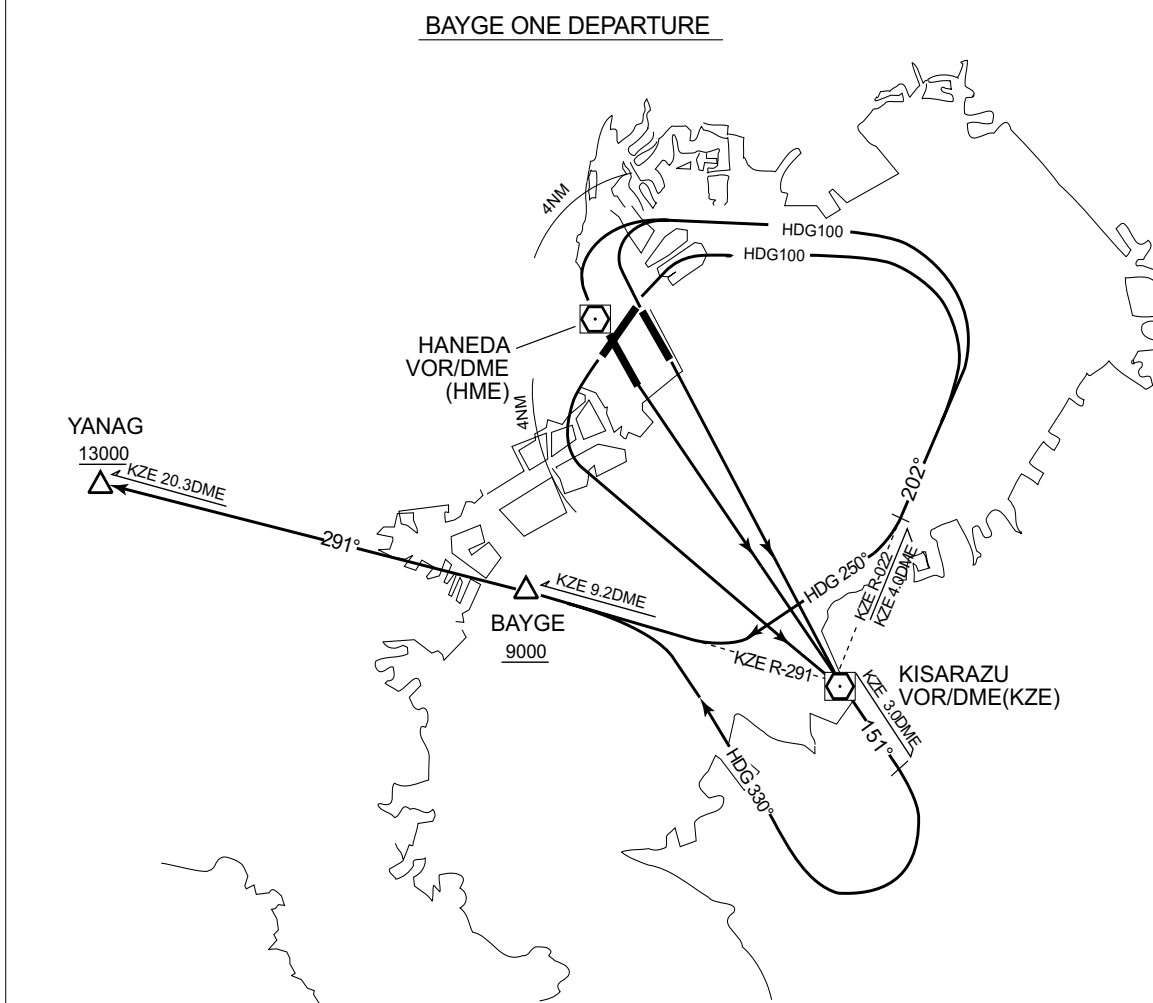 BAYGE ONE DEPARTURE
4NM
HDG100
HDG100
HANEDA
VOR/DME
(HME)
4NM
YANAG
13000
KZE 20.3DME
202°
291°
HDG 250°
KZE R-022
KZE 4.0DME
KZE 9.2DME
BAYGE
9000
KZE R-291
KISARAZU
VOR/DME(KZE)
KZE 3.0DME
151°
HDG 330°